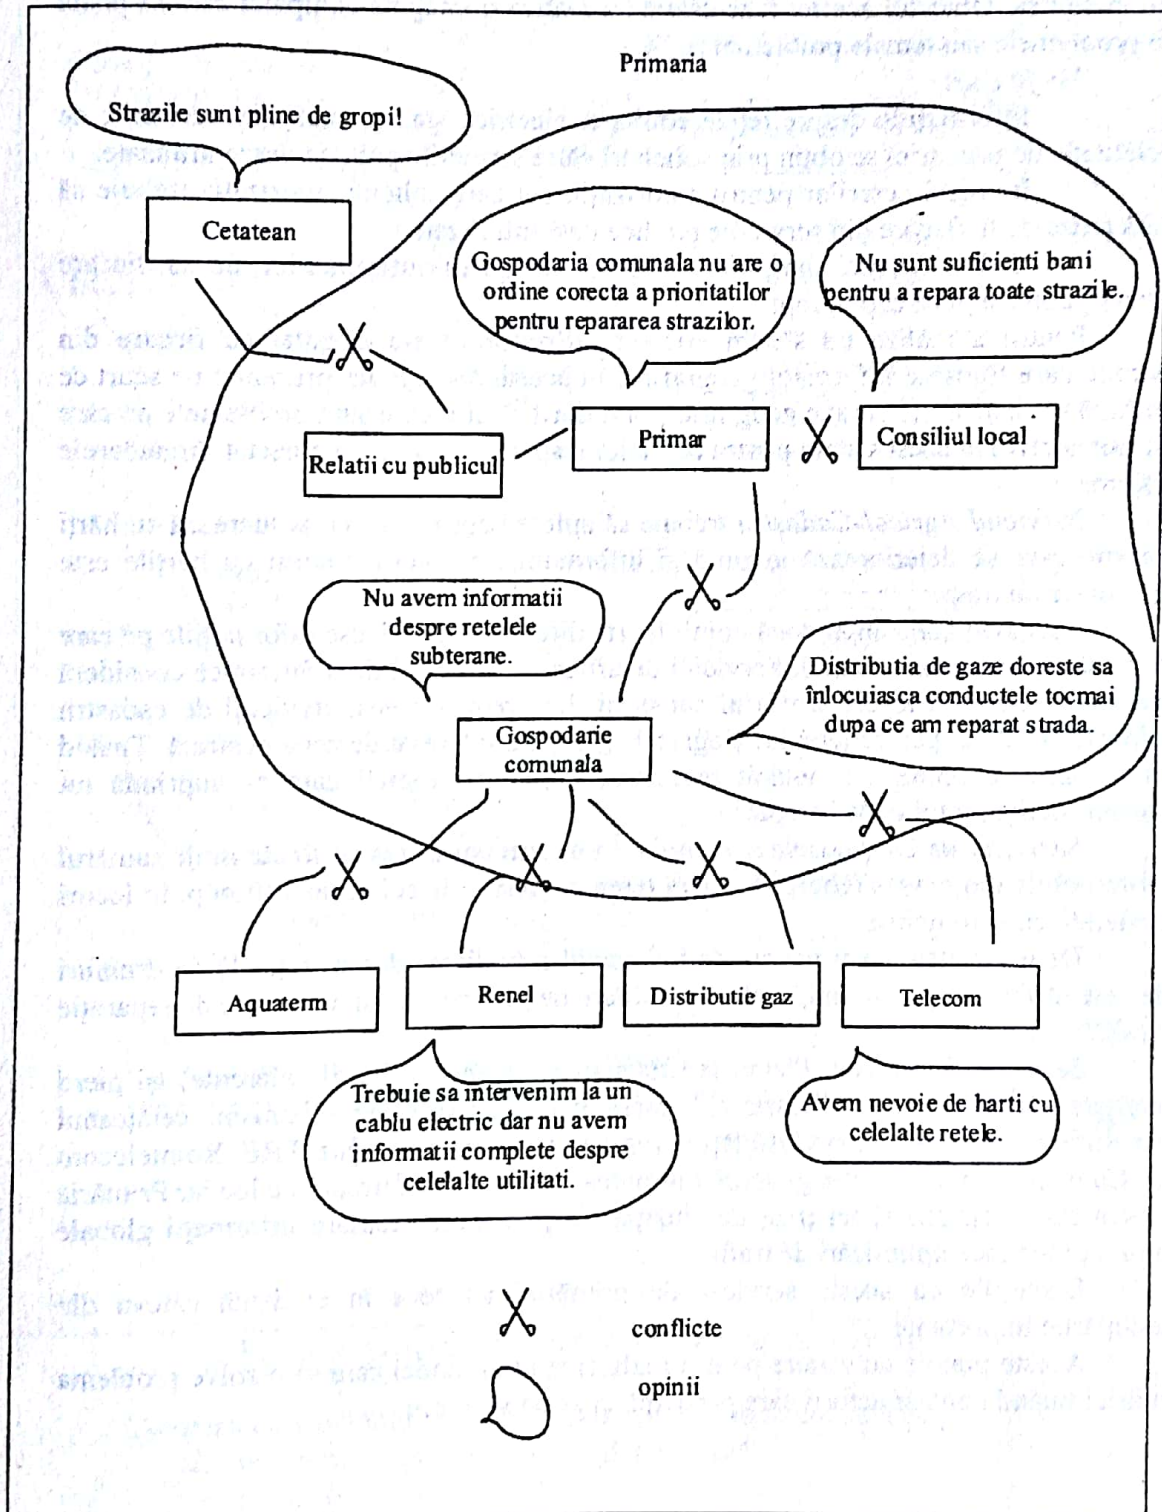 Primaria
Strazile sunt pline de gropi!
Cetatean
Gospodaria comunala nu are o
ordine corecta a prioritatilor
pentru repararea strazilor.
Nu sunt suficienti bani
pentru a repara toate strazile.
Relatii cu publicul
Primar
Consiliul local
Nu avem informatii
despre retelele
subterane.
Distributia de gaze doreste sa
înlocuiasca conductele tocmai
dupa ce am reparat strada.
Gospodarie
comunala
Aquaterm
Renel
Distributie gaz
Telecom
Trebuie sa intervenim la un
cablu electric dar nu avem
informatii complete despre
celelalte utilitati.
Avem nevoie de harti cu
celelalte retele.
conflicte
opinii